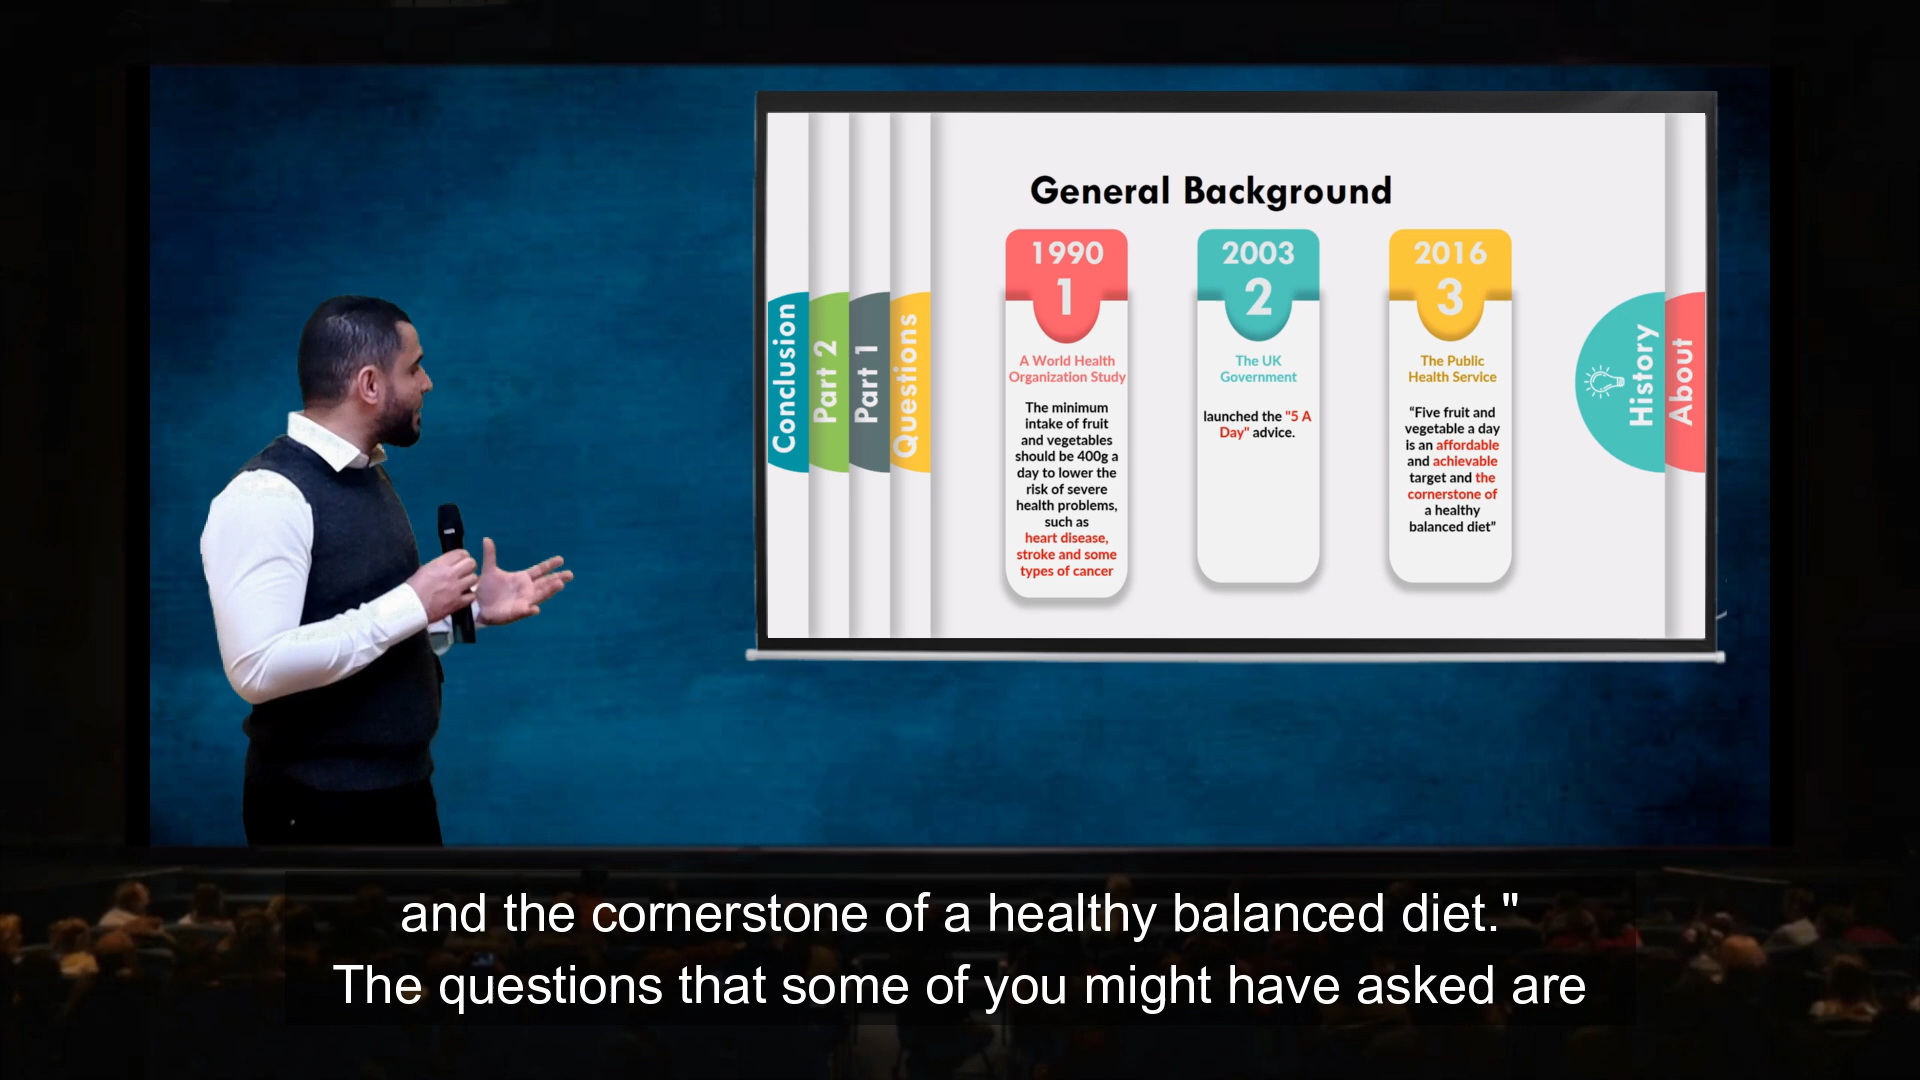 General Background
1990
1
A World Health
Organization Study
The minimum
intake of fruit
and vegetables
should be 400g a
day to lower the
risk of severe
health problems,
such as
heart disease,
stroke and some
types of cancer
2003
2
The UK
Government
launched the "5 A
Day" advice.
2016
3
The Public
Health Service
“Five fruit and
vegetable a day
is an affordable
and achievable
target and the
cornerstone of
a healthy
balanced diet”
Conclusion
Part 2
Part 1
Questions
History
About
and the cornerstone of a healthy balanced diet."
The questions that some of you might have asked are